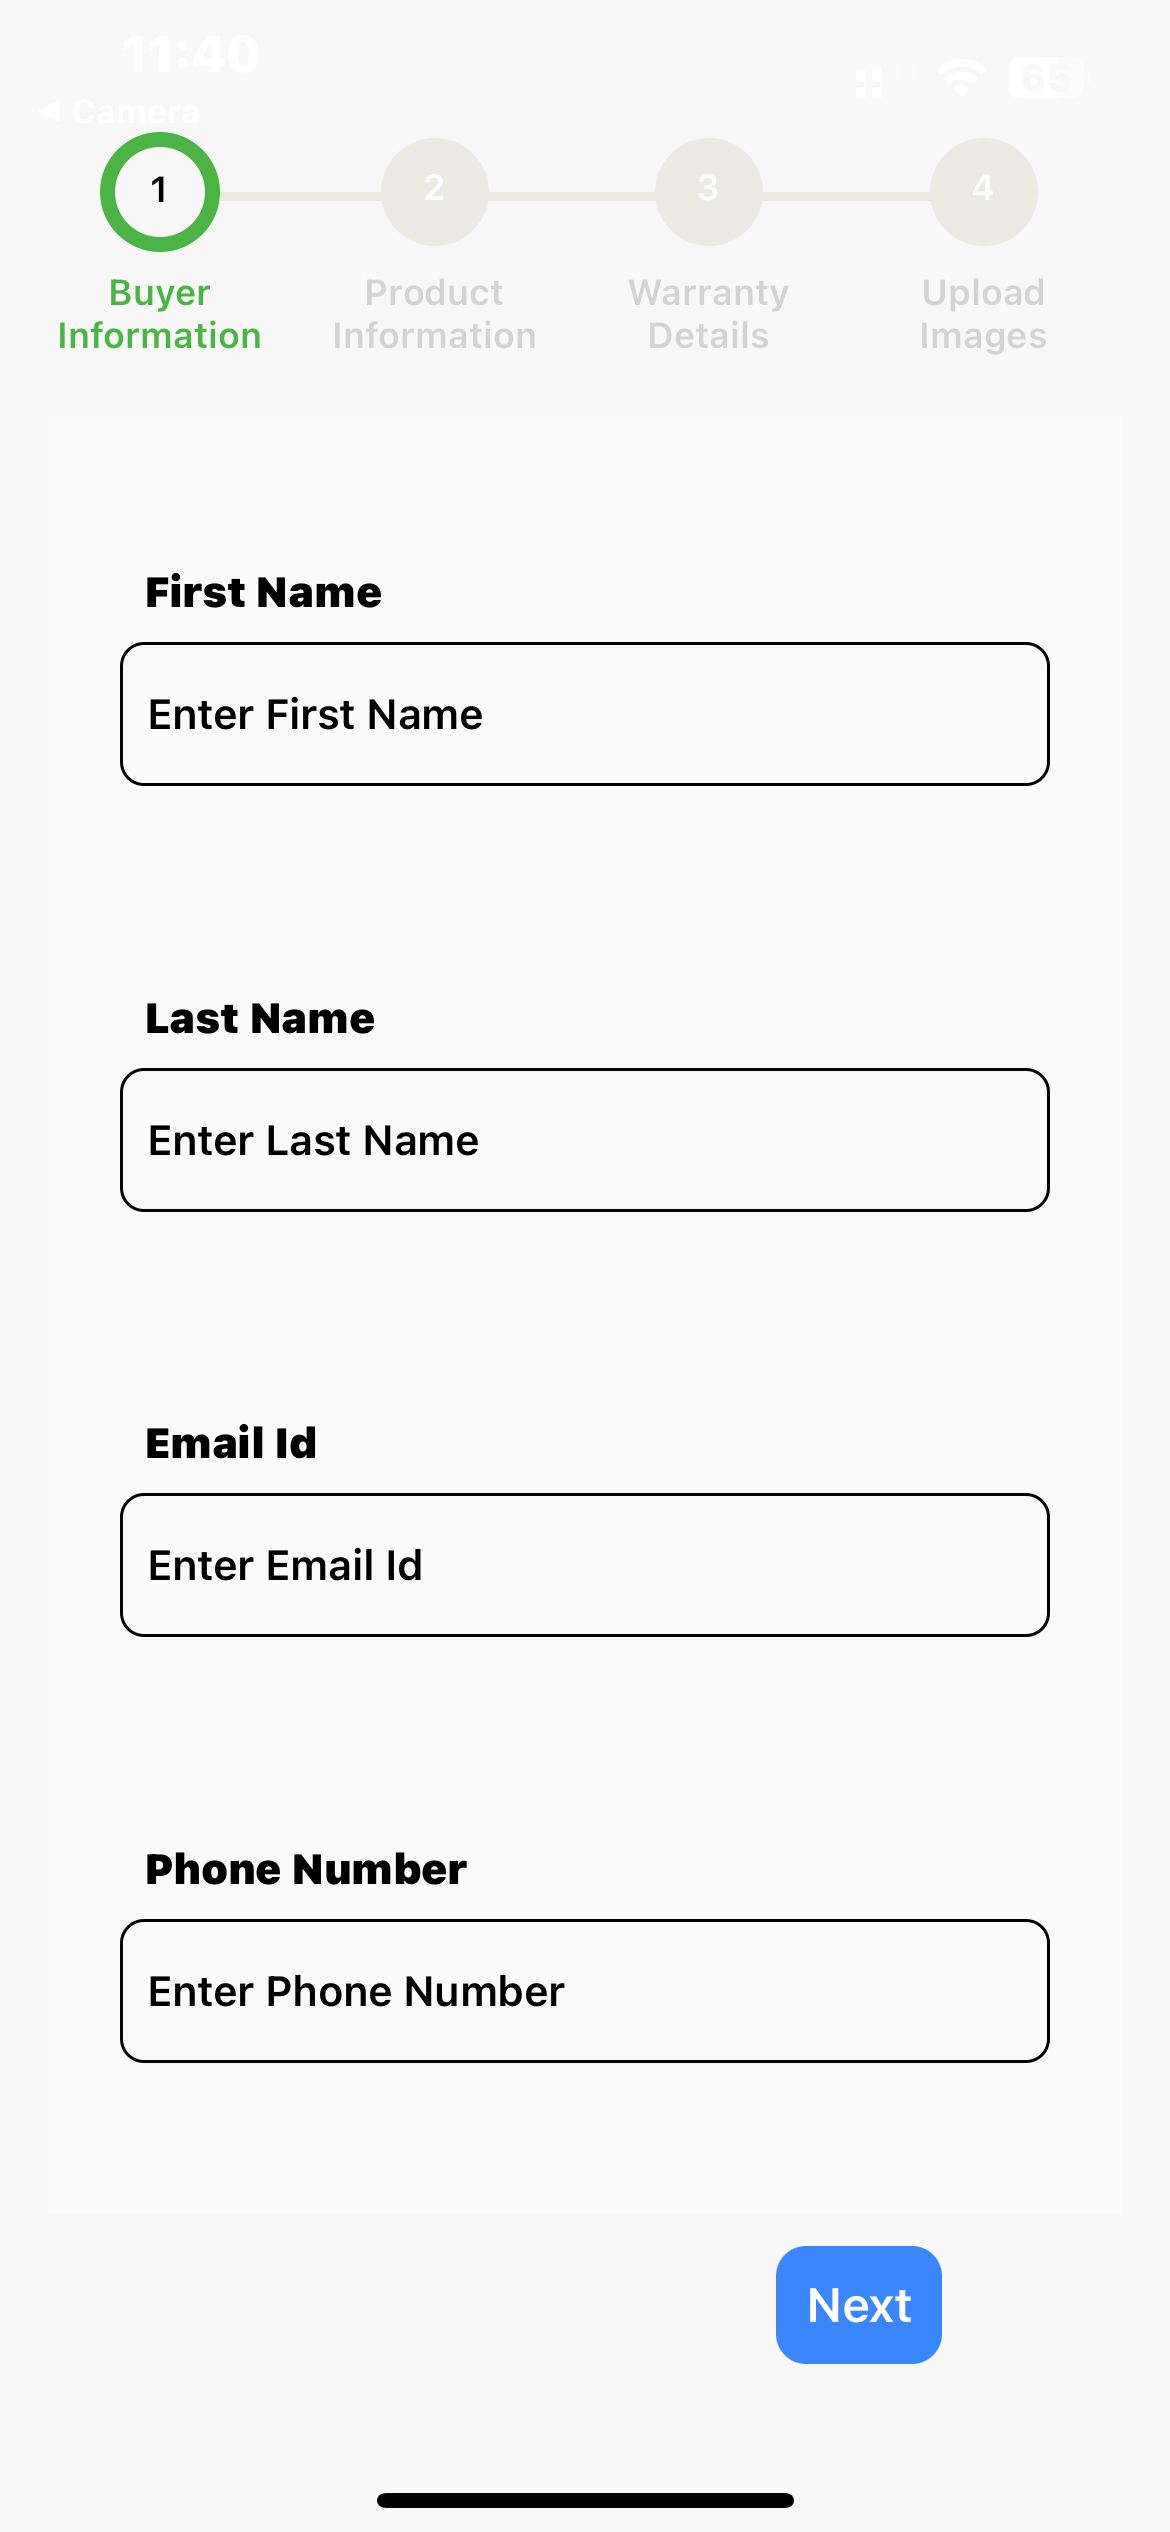 11:40
65
◀ Camera
1
2
3
4
Buyer
Information
Product
Information
Warranty
Details
Upload
Images
First Name
Enter First Name
Last Name
Enter Last Name
Email Id
Enter Email Id
Phone Number
Enter Phone Number
Next